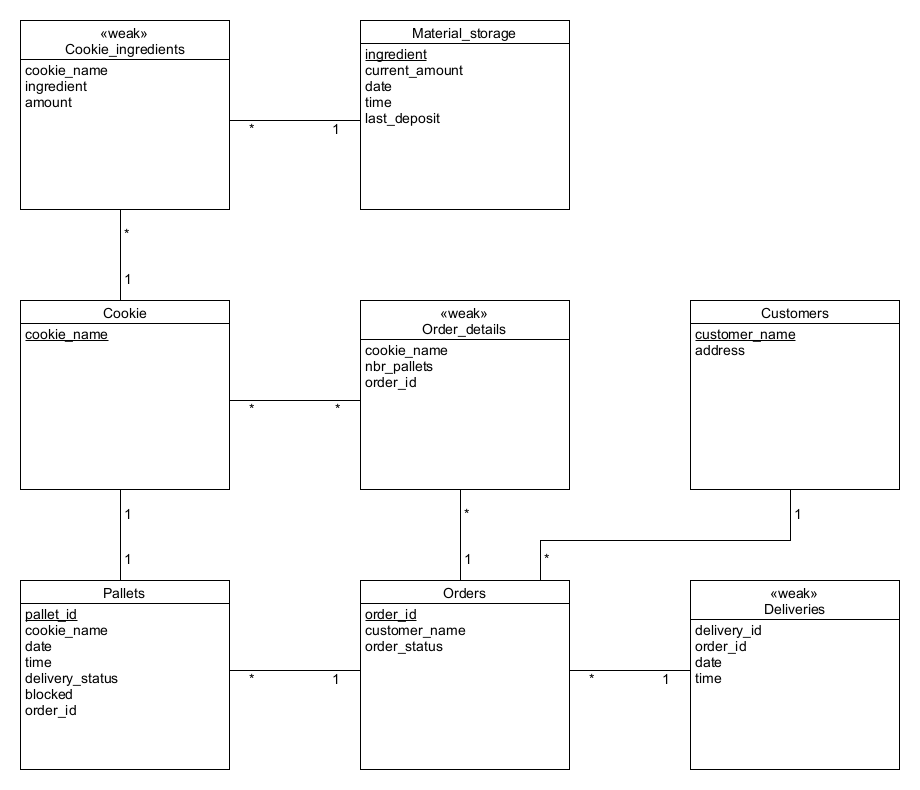 «weak»
Cookie_ingredients
cookie_name
ingredient
amount
Material_storage
ingredient
current_amount
date
time
last_deposit
* 1
*
1
Cookie
cookie_name
«weak»
Order_details
cookie_name
nbr_pallets
order_id
Customers
customer_name
address
* *
1
1
*
1
1
*
Pallets
pallet_id
cookie_name
date
time
delivery_status
blocked
order_id
Orders
order_id
customer_name
order_status
«weak»
Deliveries
delivery_id
order_id
date
time
* 1
* 1